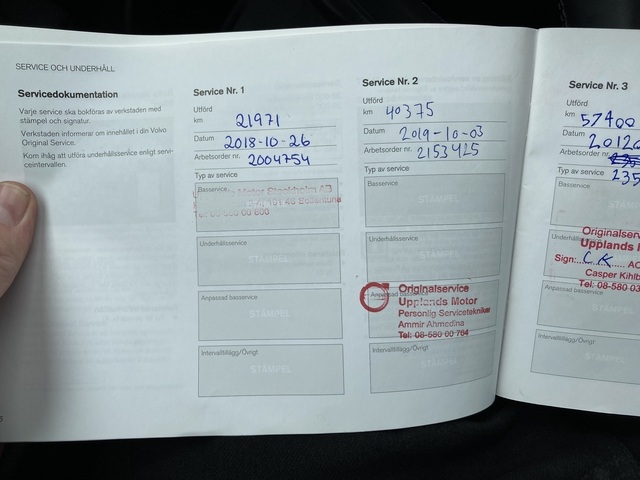 SERVICE OCH UNDERHÅLL
Servicedokumentation
Varje service ska bokföras av verkstaden med
stämpel och signatur.
Verkstaden informerar om innehållet i din Volvo
Original Service.
Kom ihåg att utföra underhållsservice enligt serv-
iceintervallen.
Service Nr. 1
Utförd
km 21971
Datum 2018-10-26
Arbetsorder nr. 2004754
Typ av service
Basservice
STÄMPEL
Underhållsservice
STÄMPEL
Anpassad basservice
STÄMPEL
Intervalltillägg/Övrigt
STÄMPEL
Service Nr. 2
Utförd
km 40375
Datum 2019-10-03
Arbetsorder nr. 2153425
Typ av service
Basservice
STÄMPEL
Underhållsservice
STÄMPEL
Anpassad basservice
Originalservice
Upplands Motor
Personlig Servicetekniker
Ammir Ahmedina
Tel: 08-580 00 704
Intervalltillägg/Övrigt
STÄMPEL
Service Nr. 3
Utförd
km 57400
Datum
Arbetsorder nr.
Typ av service
Basservice
Originalserv
Underhållsservice
Upplands
Sign: CK
Casper Kihlb
Tel: 08-580 03
Anpassad basservice
Intervalltillägg/Övrigt